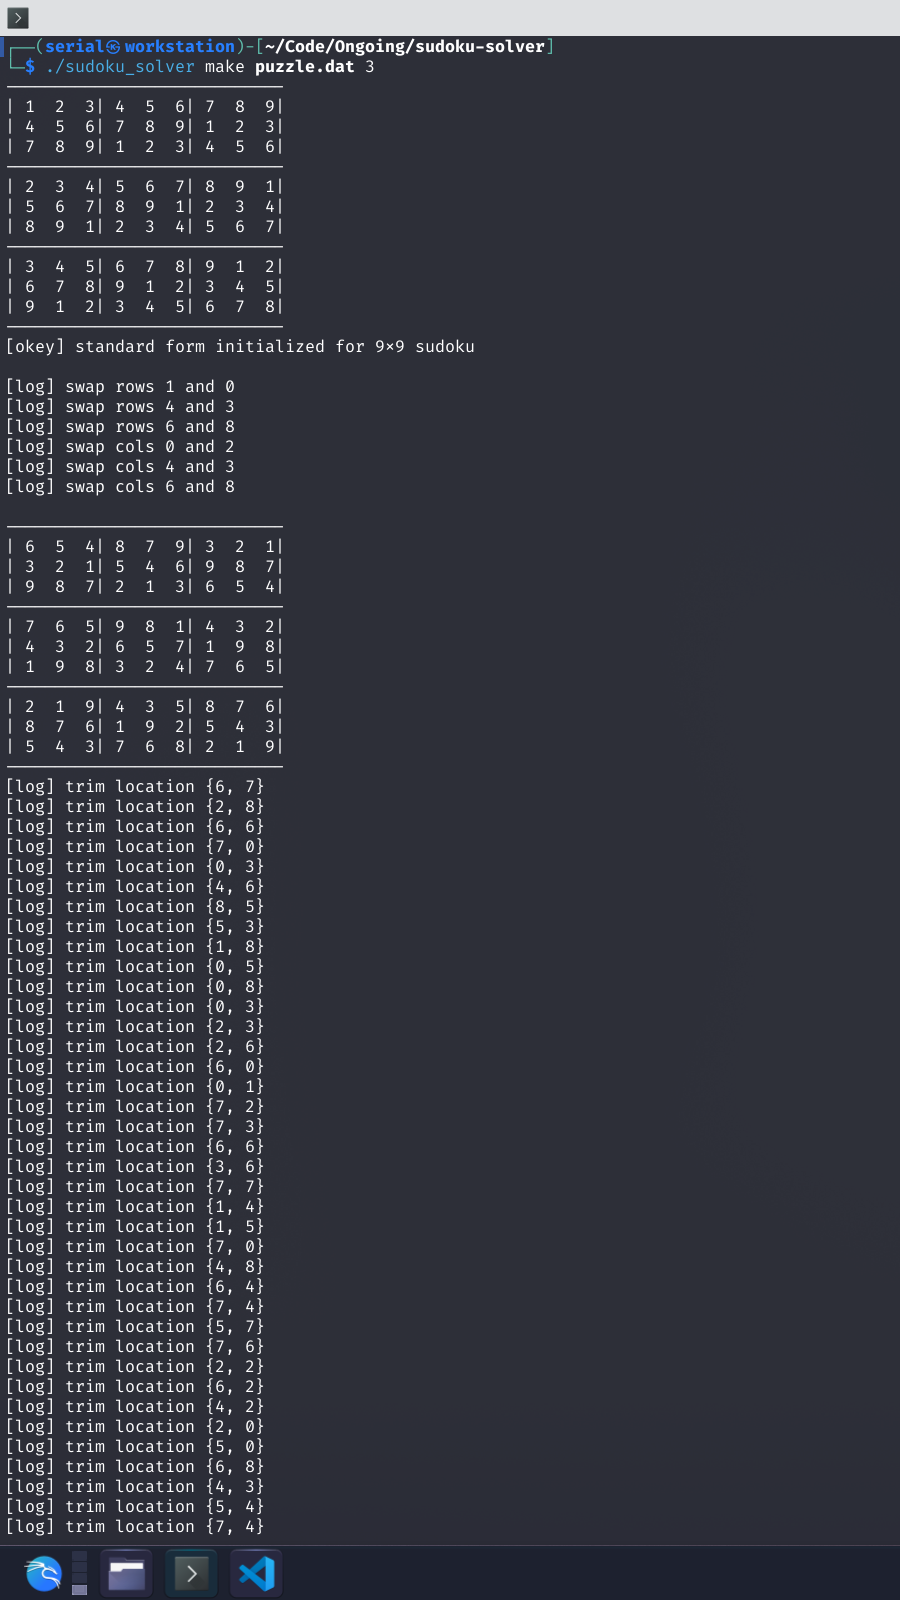 ┌──(serial㉿workstation)-[~/Code/Ongoing/sudoku-solver]
└─$ ./sudoku_solver make puzzle.dat 3
| 1 2 3| 4 5 6| 7 8 9|
| 4 5 6| 7 8 9| 1 2 3|
| 7 8 9| 1 2 3| 4 5 6|
| 2 3 4| 5 6 7| 8 9 1|
| 5 6 7| 8 9 1| 2 3 4|
| 8 9 1| 2 3 4| 5 6 7|
| 3 4 5| 6 7 8| 9 1 2|
| 6 7 8| 9 1 2| 3 4 5|
| 9 1 2| 3 4 5| 6 7 8|
[okey] standard form initialized for 9×9 sudoku
[log] swap rows 1 and 0
[log] swap rows 4 and 3
[log] swap rows 6 and 8
[log] swap cols 0 and 2
[log] swap cols 4 and 3
[log] swap cols 6 and 8
| 6 5 4| 8 7 9| 3 2 1|
| 3 2 1| 5 4 6| 9 8 7|
| 9 8 7| 2 1 3| 6 5 4|
| 7 6 5| 9 8 1| 4 3 2|
| 4 3 2| 6 5 7| 1 9 8|
| 1 9 8| 3 2 4| 7 6 5|
| 2 1 9| 4 3 5| 8 7 6|
| 8 7 6| 1 9 2| 5 4 3|
| 5 4 3| 7 6 8| 2 1 9|
[log] trim location {6, 7}
[log] trim location {2, 8}
[log] trim location {6, 6}
[log] trim location {7, 0}
[log] trim location {0, 3}
[log] trim location {4, 6}
[log] trim location {8, 5}
[log] trim location {5, 3}
[log] trim location {1, 8}
[log] trim location {0, 5}
[log] trim location {0, 8}
[log] trim location {0, 3}
[log] trim location {2, 3}
[log] trim location {2, 6}
[log] trim location {6, 0}
[log] trim location {0, 1}
[log] trim location {7, 2}
[log] trim location {7, 3}
[log] trim location {6, 6}
[log] trim location {3, 6}
[log] trim location {7, 7}
[log] trim location {1, 4}
[log] trim location {1, 5}
[log] trim location {7, 0}
[log] trim location {4, 8}
[log] trim location {6, 4}
[log] trim location {7, 4}
[log] trim location {5, 7}
[log] trim location {7, 6}
[log] trim location {2, 2}
[log] trim location {6, 2}
[log] trim location {4, 2}
[log] trim location {2, 0}
[log] trim location {5, 0}
[log] trim location {6, 8}
[log] trim location {4, 3}
[log] trim location {5, 4}
[log] trim location {7, 4}